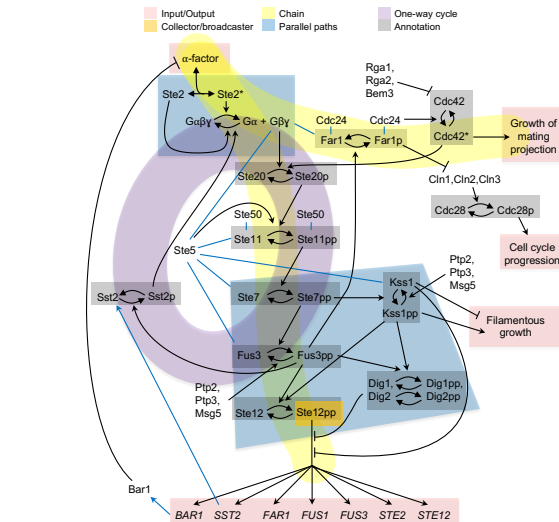 Input/Output
Chain
One-way cycle
Collector/broadcaster
Parallel paths
Annotation
α-factor
Ste2
Ste2*
Gαβγ
Gα + Gβγ
Rga1,
Rga2,
Bem3
Cdc42
Cdc42*
Cdc24
Cdc24
Far1
Far1p
Growth of
mating
projection
Cln1,Cln2,Cln3
Cdc28
Cdc28p
Cell cycle
progression
Ste20
Ste20p
Ste50
Ste50
Ste11
Ste11pp
Ste5
Ste7
Ste7pp
Sst2
Sst2p
Ptp2,
Ptp3,
Msg5
Kss1
Kss1pp
Filamentous
growth
Fus3
Fus3pp
Ptp2,
Ptp3,
Msg5
Dig1,
Dig2
Dig1pp,
Dig2pp
Ste12
Ste12pp
Bar1
BAR1
SST2
FAR1
FUS1
FUS3
STE2
STE12